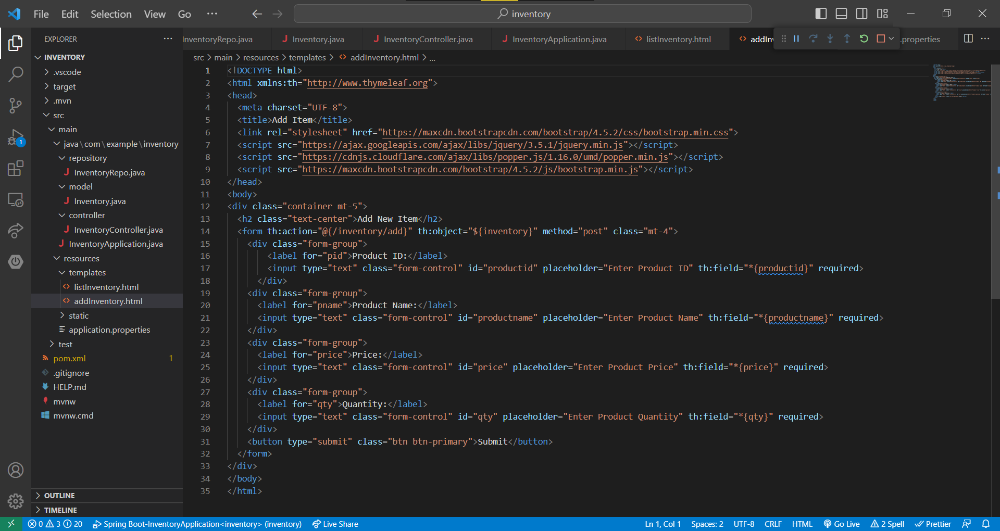 File Edit Selection View Go ··· inventory
EXPLORER ···
INVENTORY
.vscode
target
.mvn
src
main
java\com\example\inventory
repository
InventoryRepo.java
model
Inventory.java
controller
InventoryController.java
InventoryApplication.java
resources
templates
listInventory.html
addInventory.html
static
application.properties
test
pom.xml 1
.gitignore
HELP.md
mvnw
mvnw.cmd
OUTLINE
TIMELINE
1
InventoryRepo.java Inventory.java InventoryController.java InventoryApplication.java listInventory.html addInv .properties ···
src > main > resources > templates > addInventory.html > ...
1 <!DOCTYPE html>
2 <html xmlns:th="http://www.thymeleaf.org">
3 <head>
4 <meta charset="UTF-8">
5 <title>Add Item</title>
6 <link rel="stylesheet" href="https://maxcdn.bootstrapcdn.com/bootstrap/4.5.2/css/bootstrap.min.css">
7 <script src="https://ajax.googleapis.com/ajax/libs/jquery/3.5.1/jquery.min.js"></script>
8 <script src="https://cdnjs.cloudflare.com/ajax/libs/popper.js/1.16.0/umd/popper.min.js"></script>
9 <script src="https://maxcdn.bootstrapcdn.com/bootstrap/4.5.2/js/bootstrap.min.js"></script>
10 </head>
11 <body>
12 <div class="container mt-5">
13 <h2 class="text-center">Add New Item</h2>
14 <form th:action="@{/inventory/add}" th:object="${inventory}" method="post" class="mt-4">
15 <div class="form-group">
16 <label for="pid">Product ID:</label>
17 <input type="text" class="form-control" id="productid" placeholder="Enter Product ID" th:field="*{productid}" required>
18 </div>
19 <div class="form-group">
20 <label for="pname">Product Name:</label>
21 <input type="text" class="form-control" id="productname" placeholder="Enter Product Name" th:field="*{productname}" required>
22 </div>
23 <div class="form-group">
24 <label for="price">Price:</label>
25 <input type="text" class="form-control" id="price" placeholder="Enter Product Price" th:field="*{price}" required>
26 </div>
27 <div class="form-group">
28 <label for="qty">Quantity:</label>
29 <input type="text" class="form-control" id="qty" placeholder="Enter Product Quantity" th:field="*{qty}" required>
30 </div>
31 <button type="submit" class="btn btn-primary">Submit</button>
32 </form>
33 </div>
34 </body>
35 </html>
0 3 20 Spring Boot-InventoryApplication<inventory> (inventory) Live Share Ln 1, Col 1 Spaces: 2 UTF-8 CRLF HTML Go Live 2 Spell Prettier